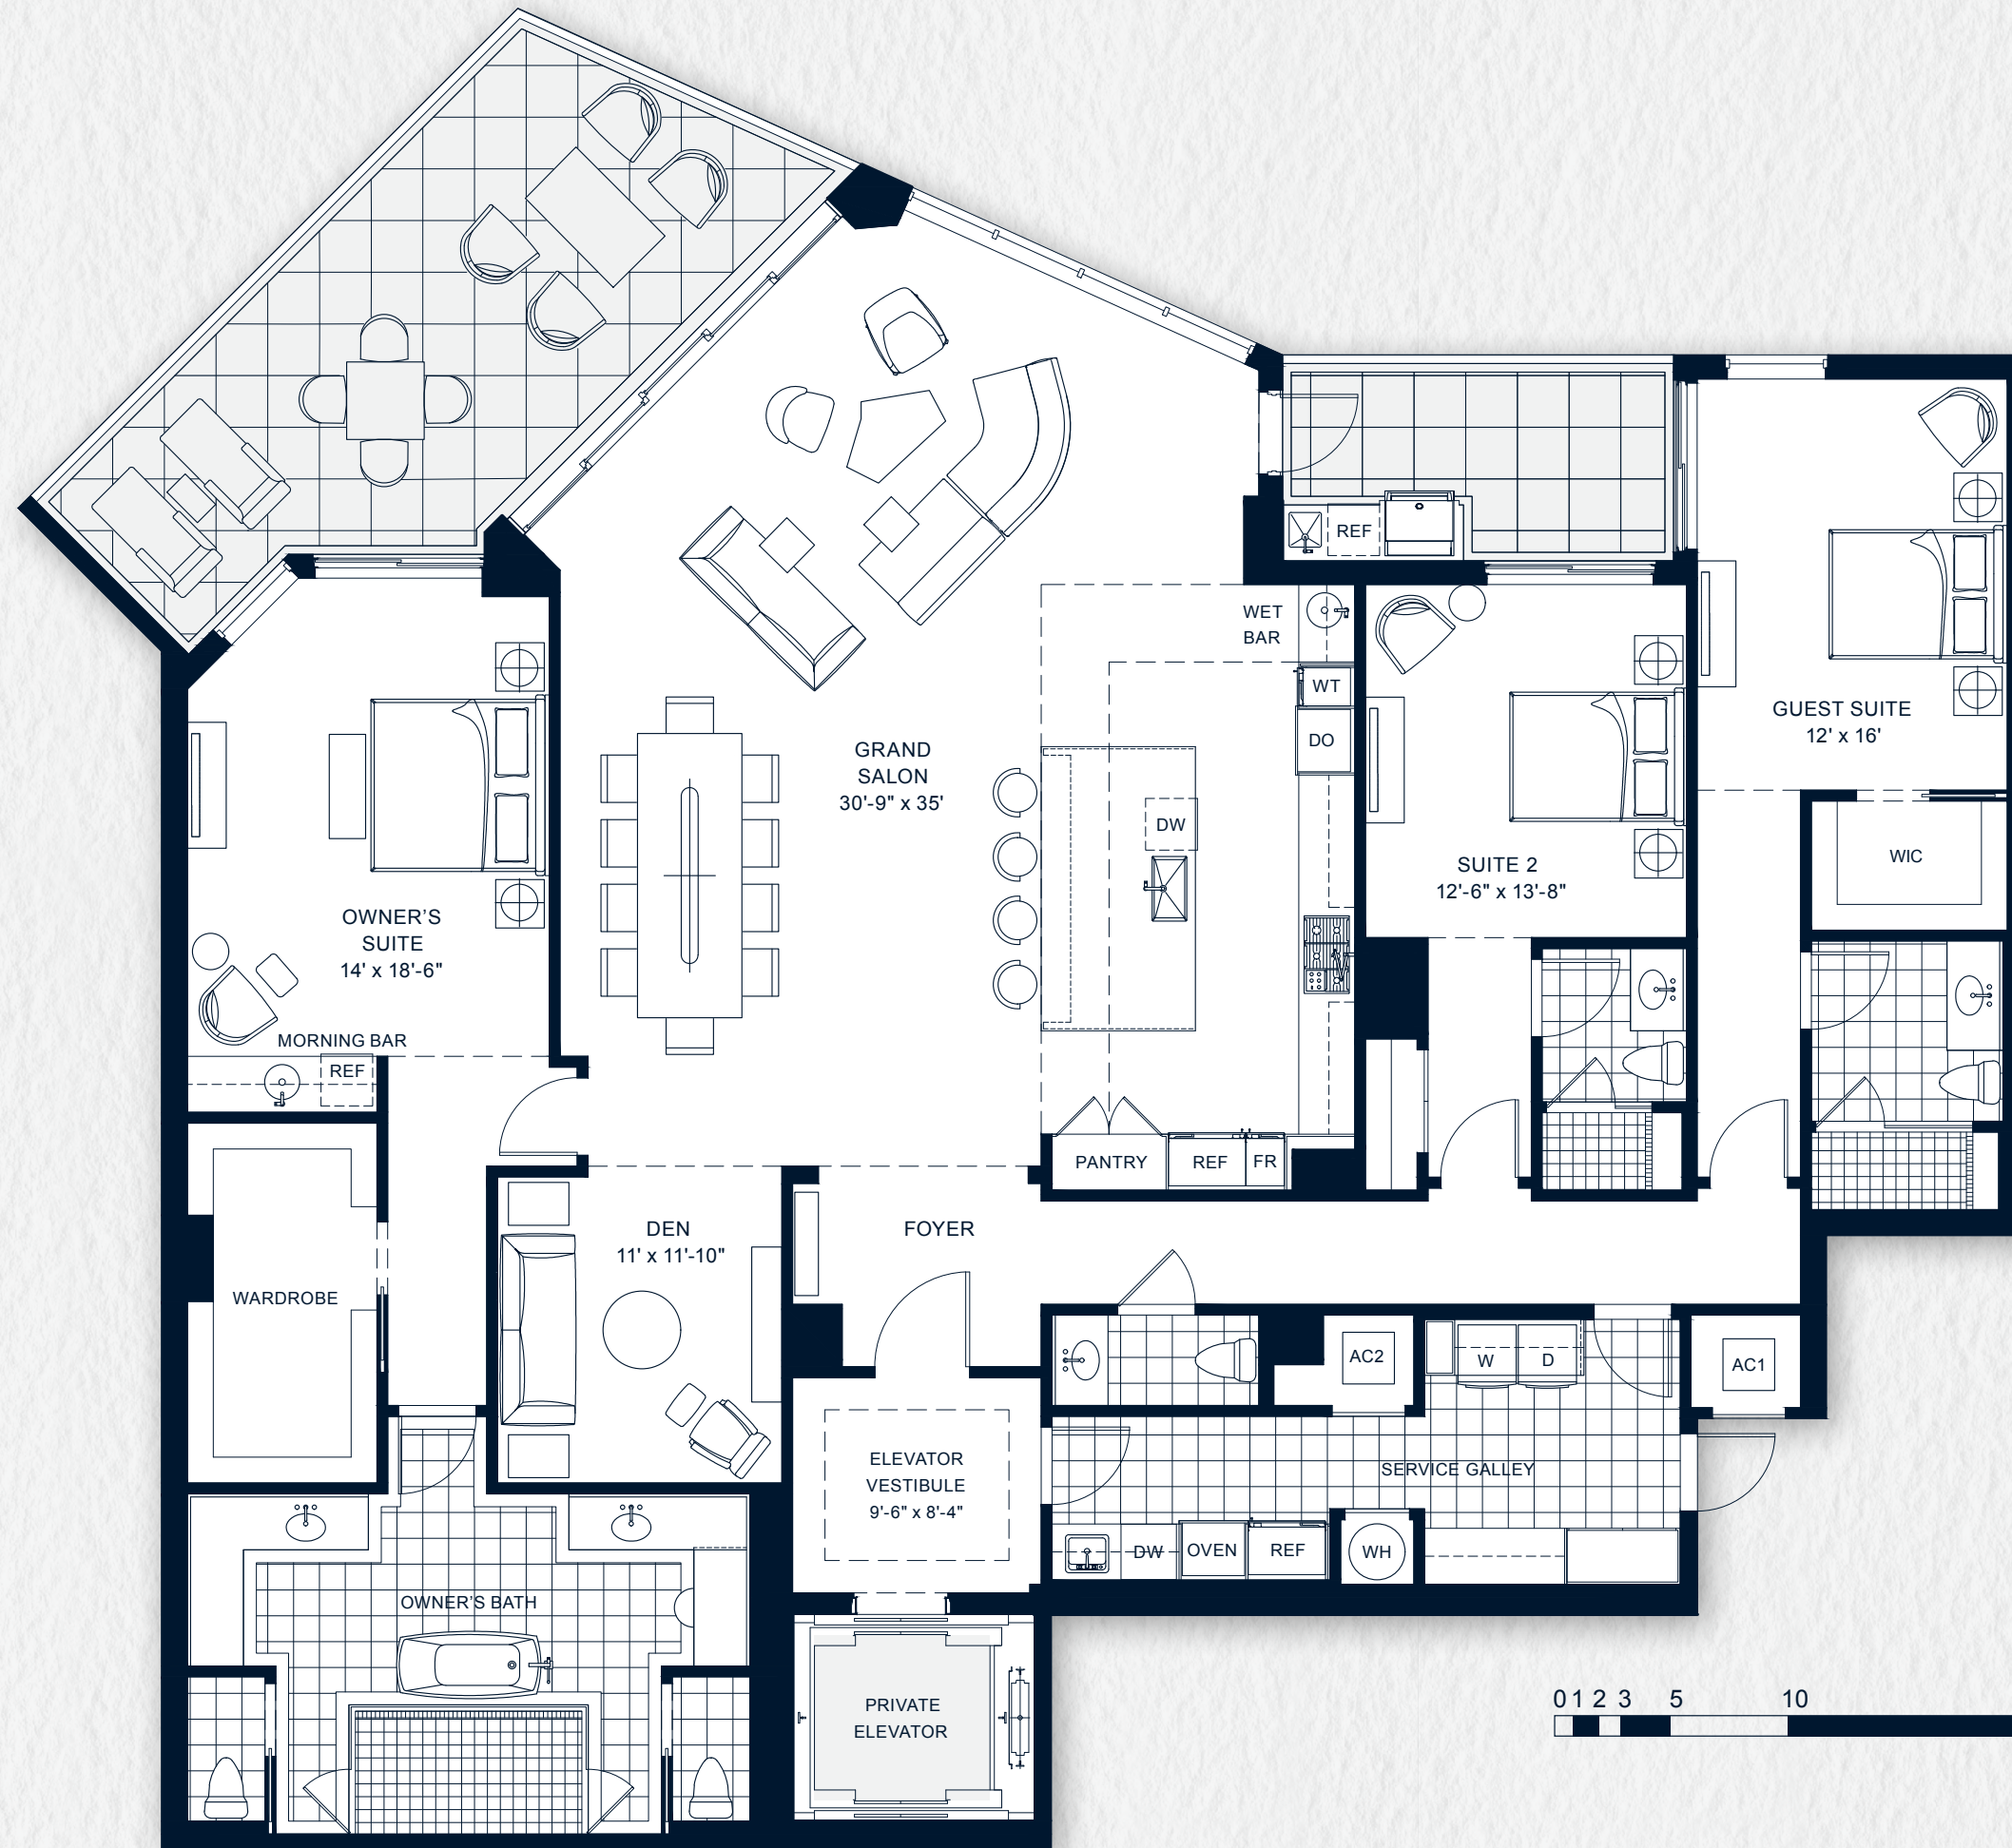 REF
WET
BAR
WT
DO
GRAND
SALON
30'-9" x 35'
DW
GUEST SUITE
12' x 16'
WIC
SUITE 2
12'-6" x 13'-8"
OWNER'S
SUITE
14' x 18'-6"
MORNING BAR
REF
PANTRY
REF
FR
DEN
11' x 11'-10"
FOYER
WARDROBE
AC2
W
D
AC1
ELEVATOR
VESTIBULE
9'-6" x 8'-4"
SERVICE GALLEY
DW
OVEN
REF
WH
OWNER'S BATH
PRIVATE
ELEVATOR
0 1 2 3 5 10